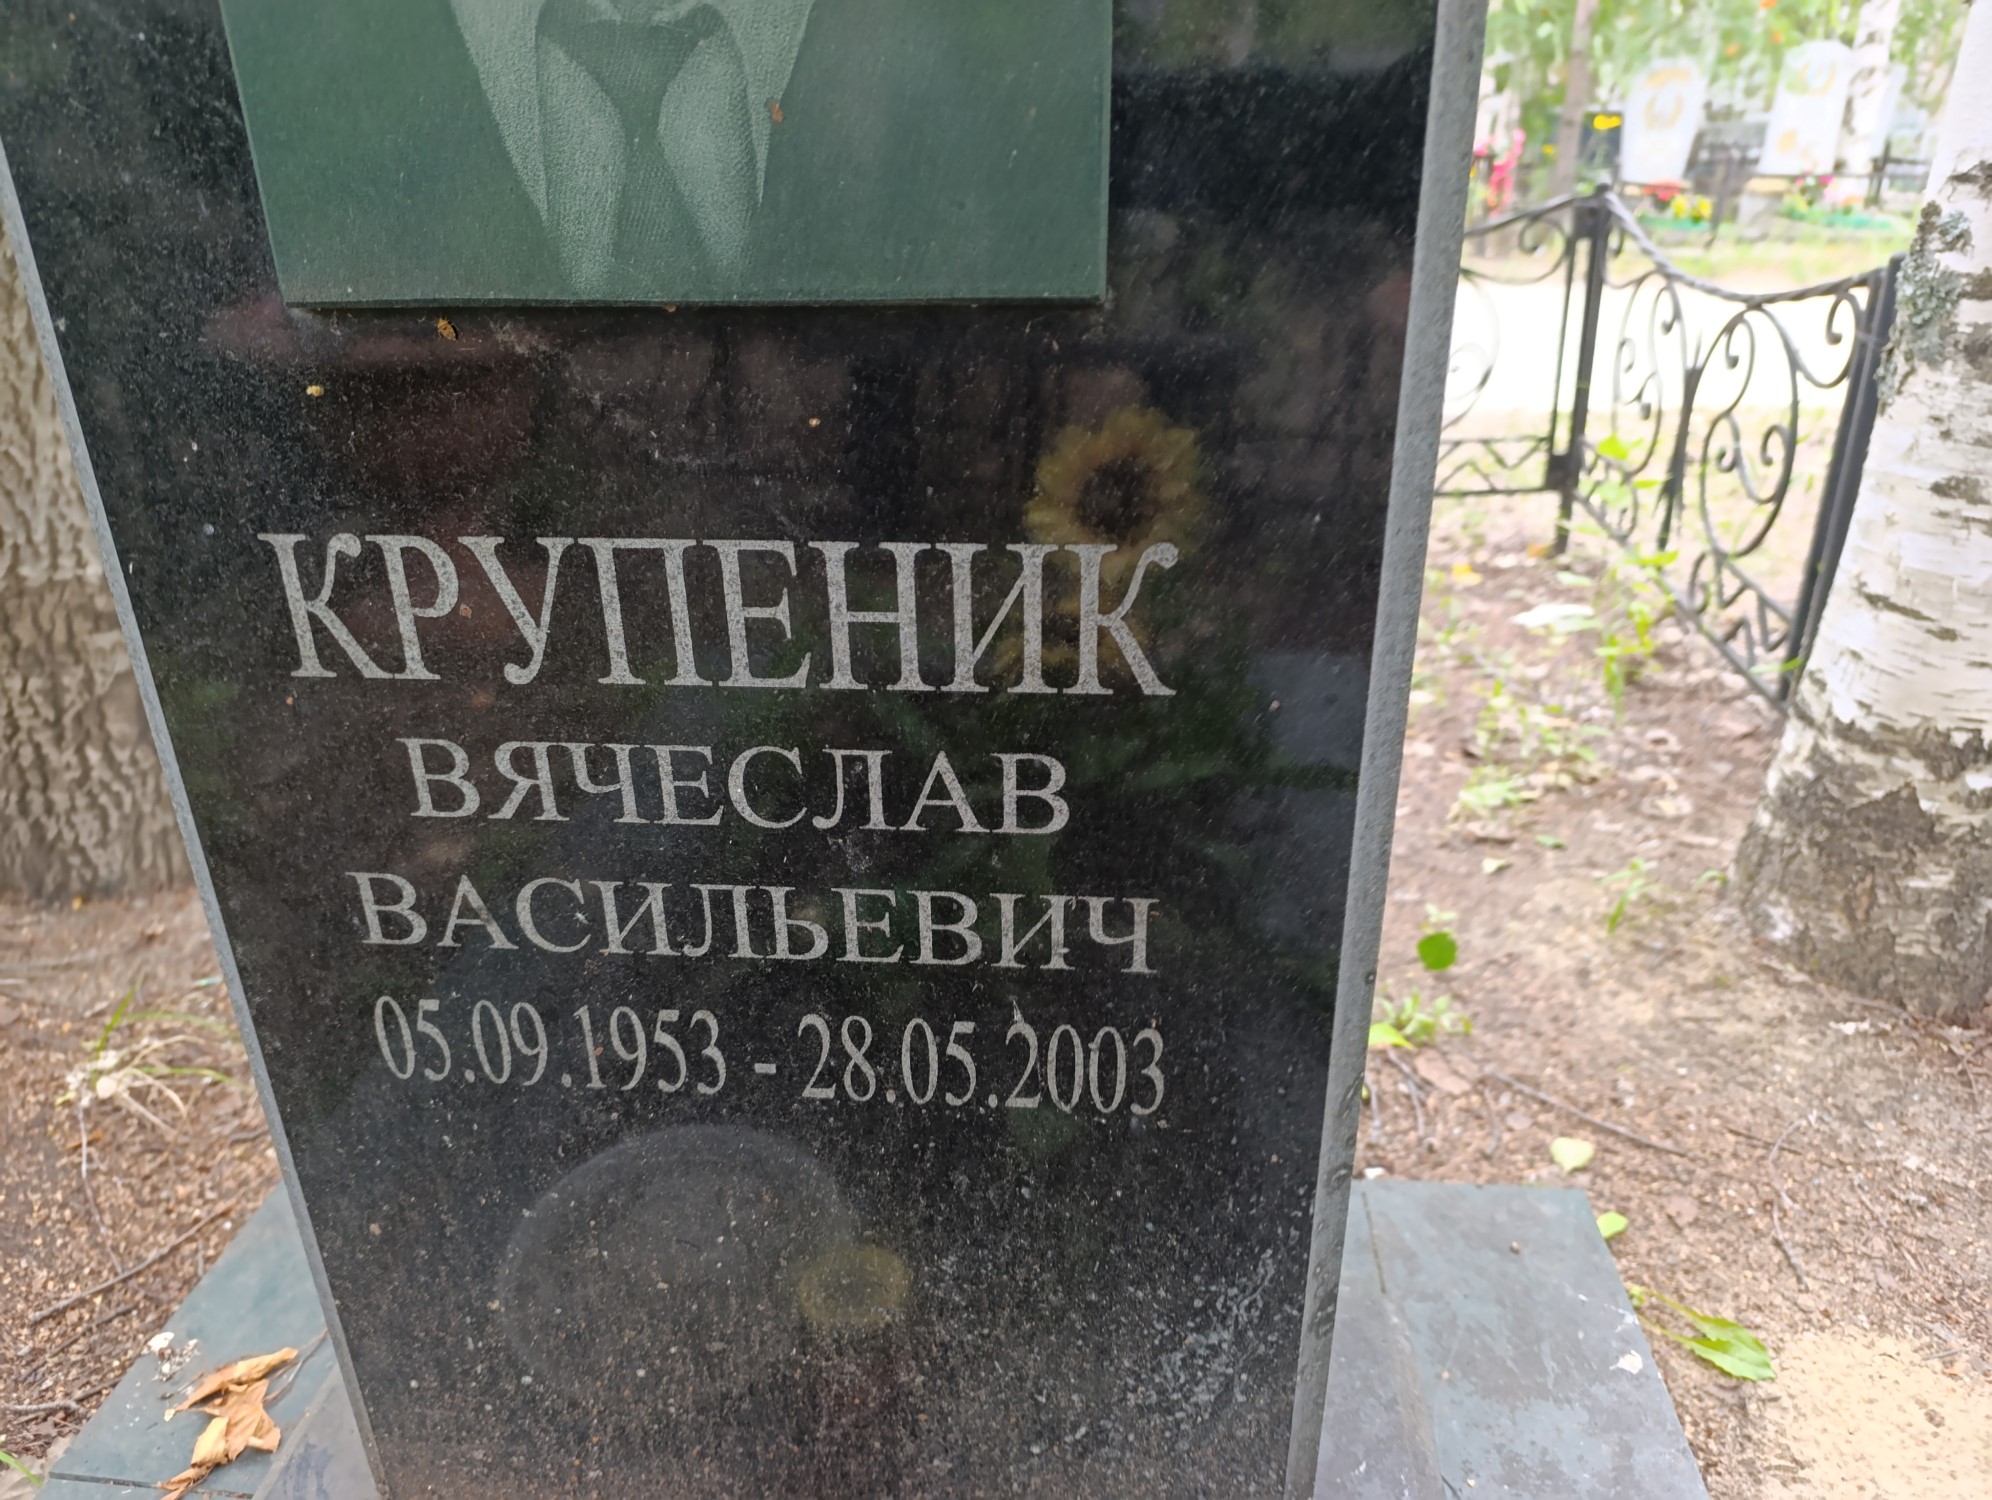 КРУПЕНИК
ВЯЧЕСЛАВ
ВАСИЛЬЕВИЧ
05.09.1953 - 28.05.2003